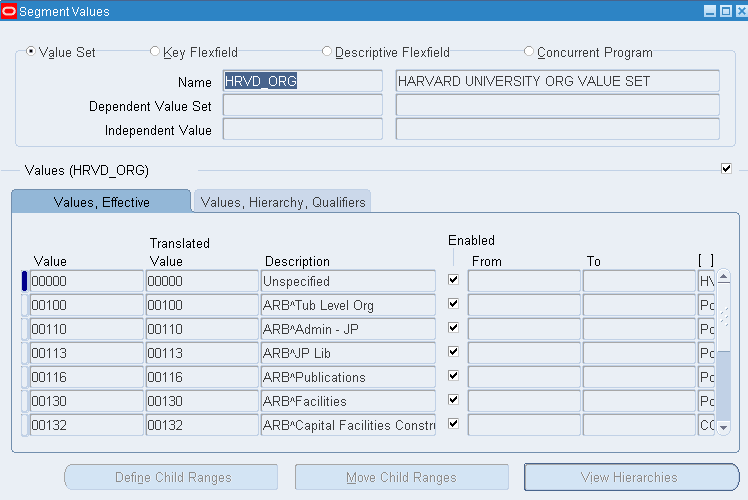 Segment Values
Value Set Key Flexfield Descriptive Flexfield Concurrent Program
Name HRVD_ORG HARVARD UNIVERSITY ORG VALUE SET
Dependent Value Set
Independent Value
Values (HRVD_ORG)
Values, Effective Values, Hierarchy, Qualifiers
Translated Enabled
Value Value Description From To [ ]
00000 00000 Unspecified HV
00100 00100 ARB^Tub Level Org Po
00110 00110 ARB^Admin - JP Po
00113 00113 ARB^JP Lib Po
00116 00116 ARB^Publications Po
00130 00130 ARB^Facilities Po
00132 00132 ARB^Capital Facilities Constru
Define Child Ranges Move Child Ranges View Hierarchies